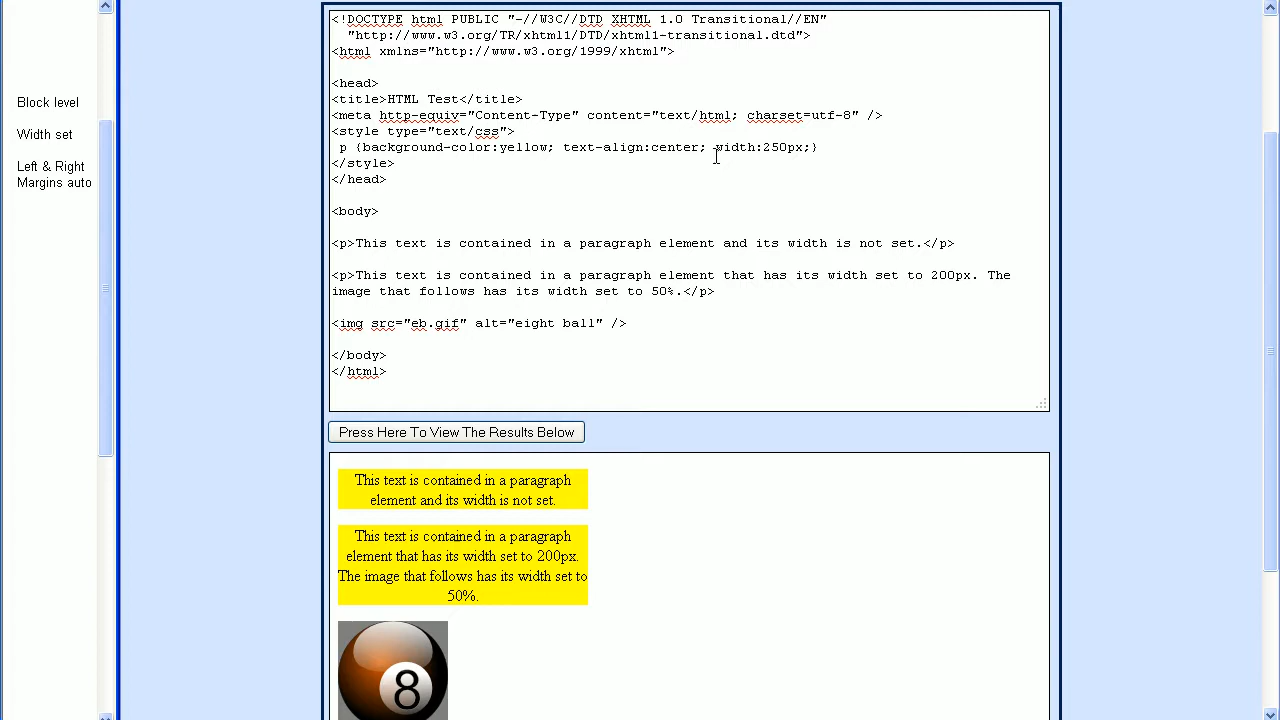 Block level
Width set
Left & Right
Margins auto
<!DOCTYPE html PUBLIC "-//W3C//DTD XHTML 1.0 Transitional//EN"
"http://www.w3.org/TR/xhtml1/DTD/xhtml1-transitional.dtd">
<html xmlns="http://www.w3.org/1999/xhtml">
<head>
<title>HTML Test</title>
<meta http-equiv="Content-Type" content="text/html; charset=utf-8" />
<style type="text/css">
p {background-color:yellow; text-align:center; width:250px;}
</style>
</head>
<body>
<p>This text is contained in a paragraph element and its width is not set.</p>
<p>This text is contained in a paragraph element that has its width set to 200px. The
image that follows has its width set to 50%.</p>
<img src="eb.gif" alt="eight ball" />
</body>
</html>
Press Here To View The Results Below
This text is contained in a paragraph
element and its width is not set.
This text is contained in a paragraph
element that has its width set to 200px.
The image that follows has its width set to
50%.
8